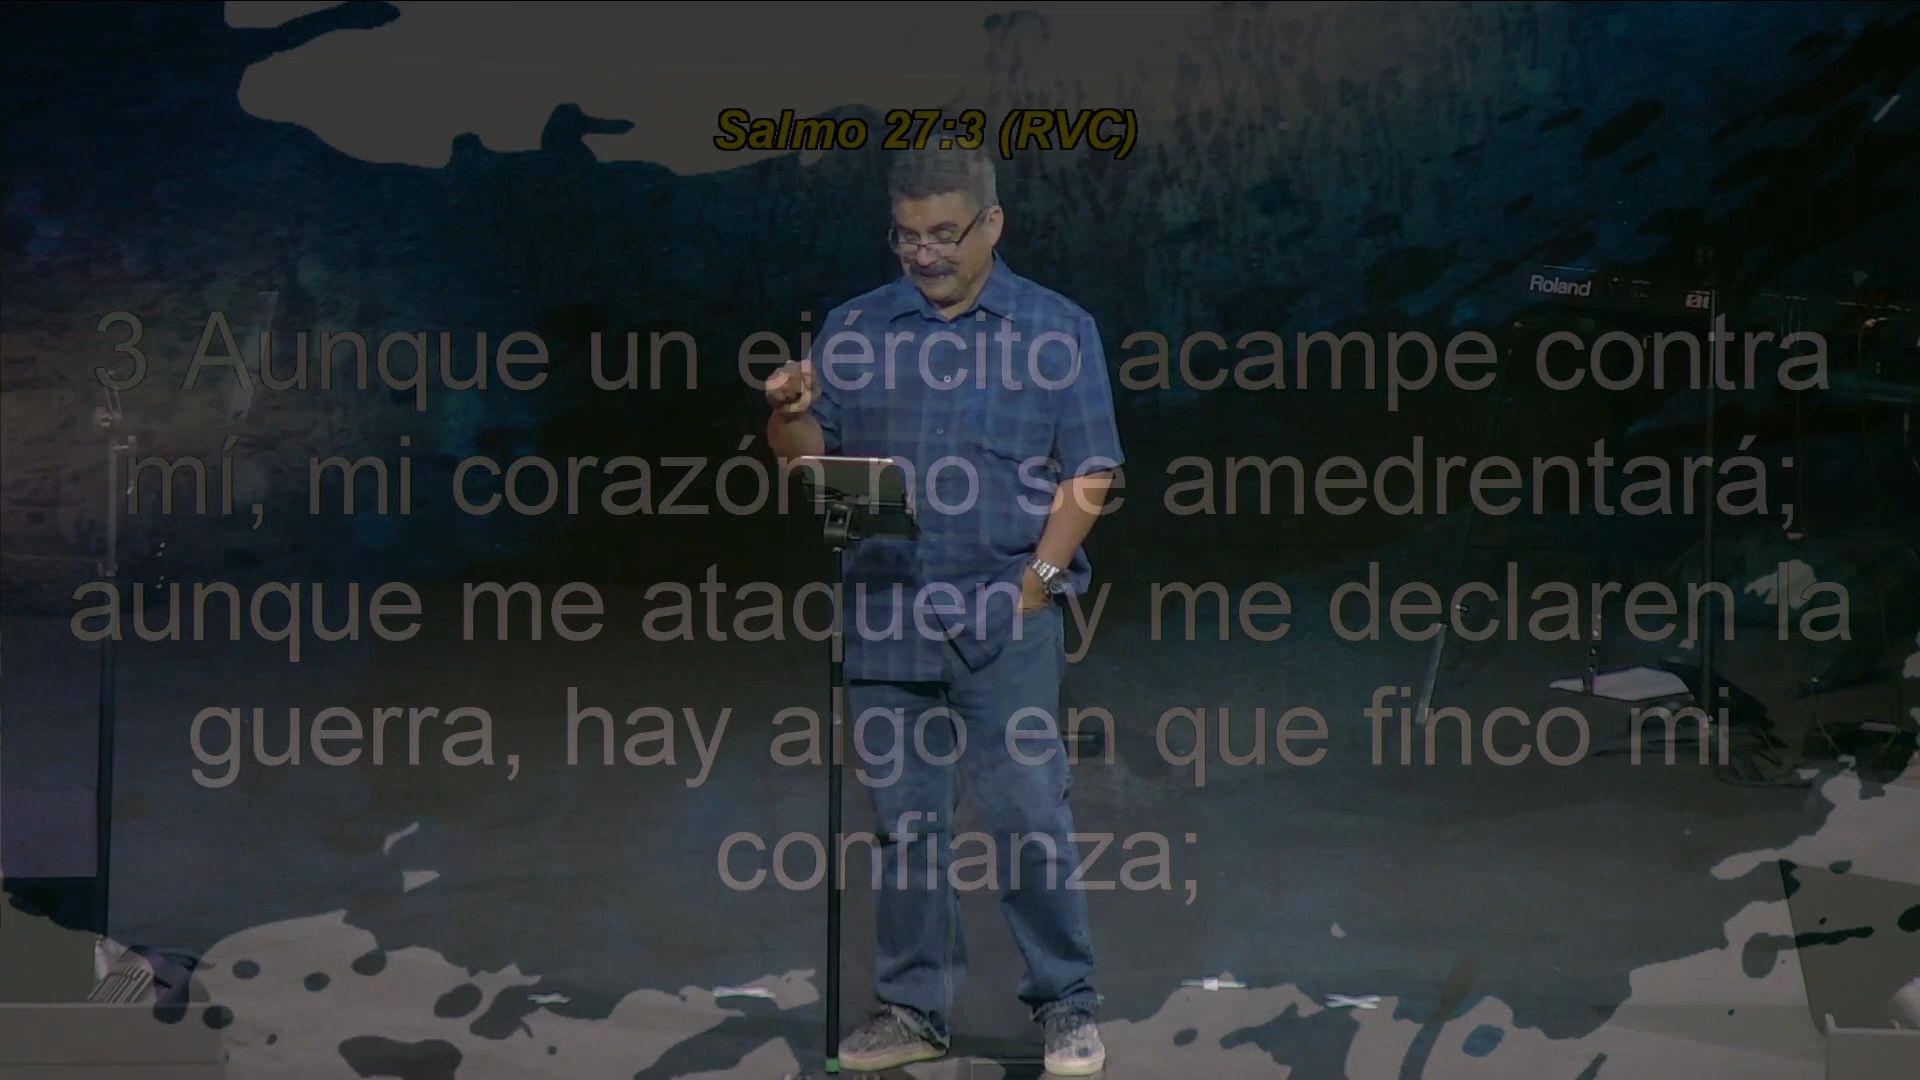 Salmo 27:3 (RVC)
Roland
3 Aunque un ejército acampe contra
mí, mi corazón no se amedrentará;
aunque me ataquen y me declaren la
guerra, hay algo en que finco mi
confianza;